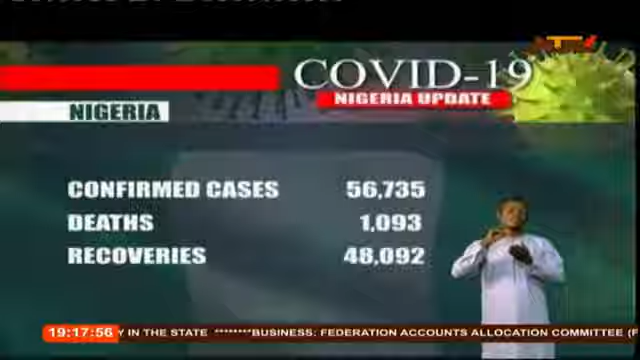 COVID-19
NIGERIA UPDATE
NIGERIA
CONFIRMED CASES 56,735
DEATHS 1,093
RECOVERIES 48,092
19:17:56 Y IN THE STATE ********BUSINESS: FEDERATION ACCOUNTS ALLOCATION COMMITTEE (F